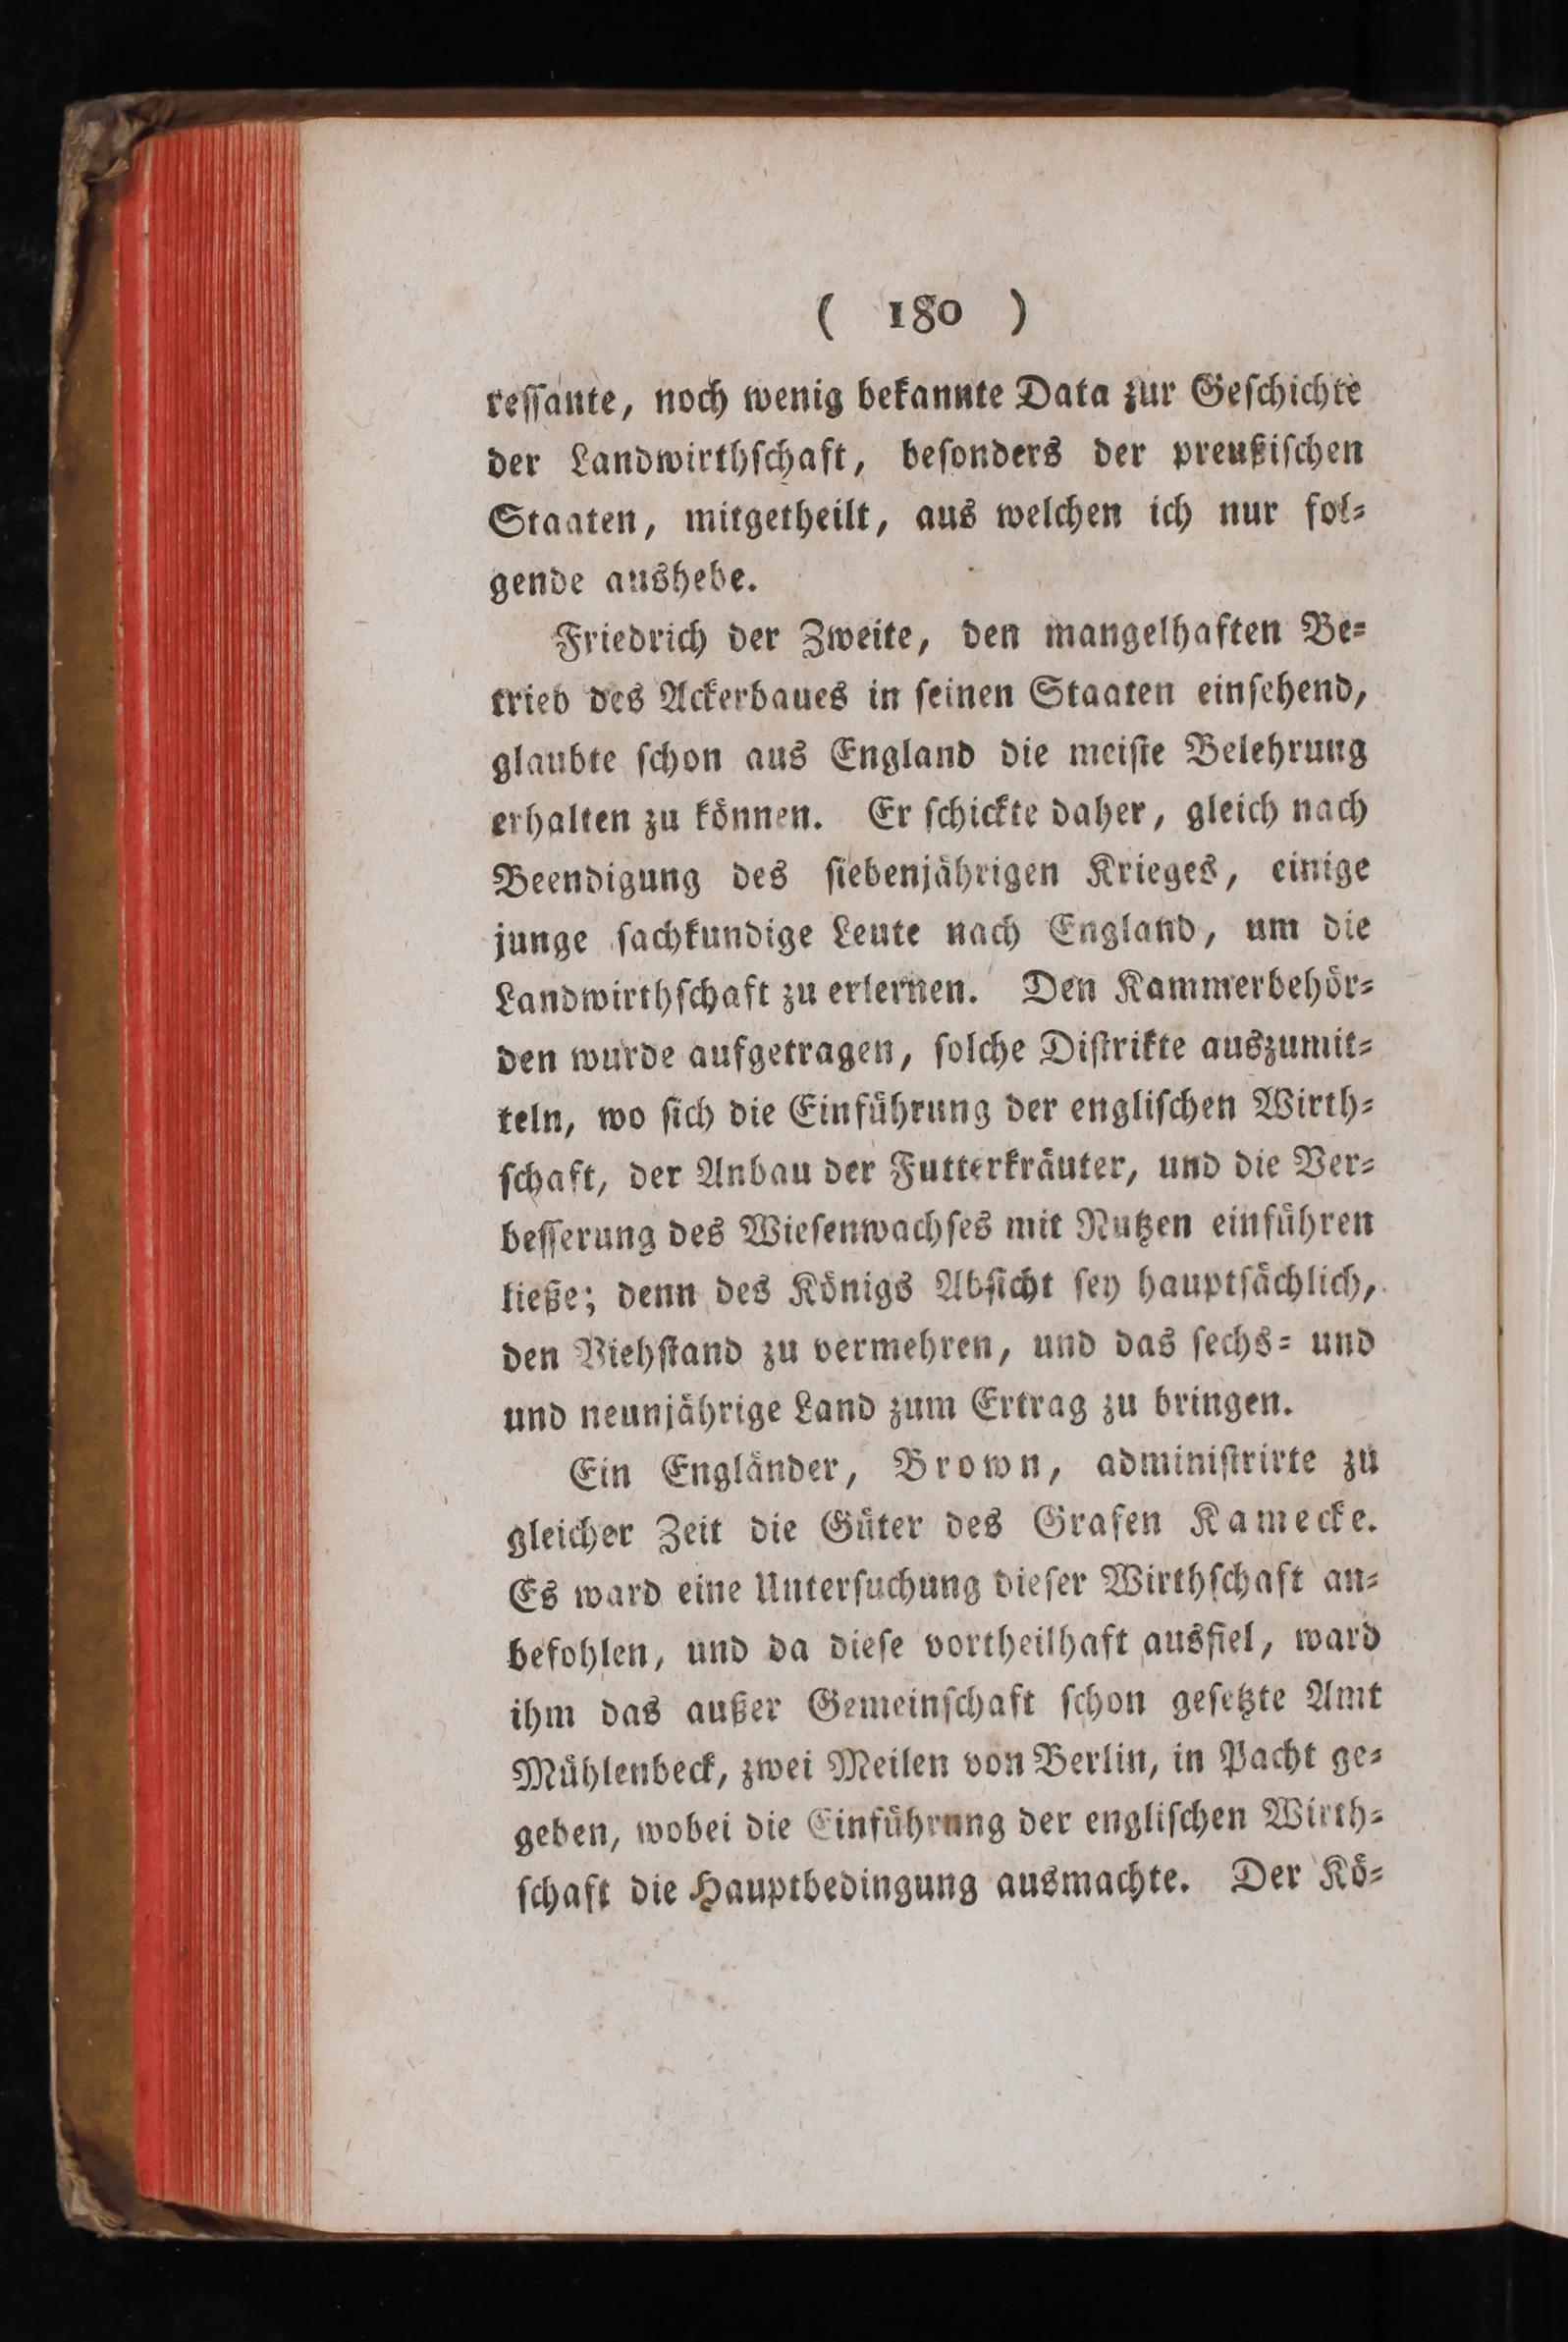 ( 180 )
reſſante, noch wenig bekannte Data zur Geſchichte
der Landwirthſchaft, beſonders der preußiſchen
Staaten, mitgetheilt, aus welchen ich nur fol⸗
gende aushebe.
Friedrich der Zweite, den mangelhaften Be⸗
trieb des Ackerbaues in ſeinen Staaten einſehend,
glaubte ſchon aus England die meiſte Belehrung
erhalten zu können. Er ſchickte daher, gleich nach
Beendigung des ſiebenjährigen Krieges, einige
junge ſachkundige Leute nach England, um die
Landwirthſchaft zu erlernen. Den Kammerbehör⸗
den wurde aufgetragen, ſolche Diſtrikte auszumit⸗
teln, wo ſich die Einführung der engliſchen Wirth⸗
ſchaft, der Anbau der Futterkräuter, und die Ver⸗
beſſerung des Wieſenwachſes mit Nutzen einführen
ließe; denn des Königs Abſicht ſey hauptſächlich,
den Viehſtand zu vermehren, und das ſechs⸗ und
und neunjährige Land zum Ertrag zu bringen.
Ein Engländer, Brown, adminiſtrirte zu
gleicher Zeit die Güter des Grafen Kamecke.
Es ward eine Unterſuchung dieſer Wirthſchaft an⸗
befohlen, und da dieſe vortheilhaft ausfiel, ward
ihm das außer Gemeinſchaft ſchon geſetzte Amt
Mühlenbeck, zwei Meilen von Berlin, in Pacht ge⸗
geben, wobei die Einführung der engliſchen Wirth⸗
ſchaft die Hauptbedingung ausmachte. Der Kö⸗